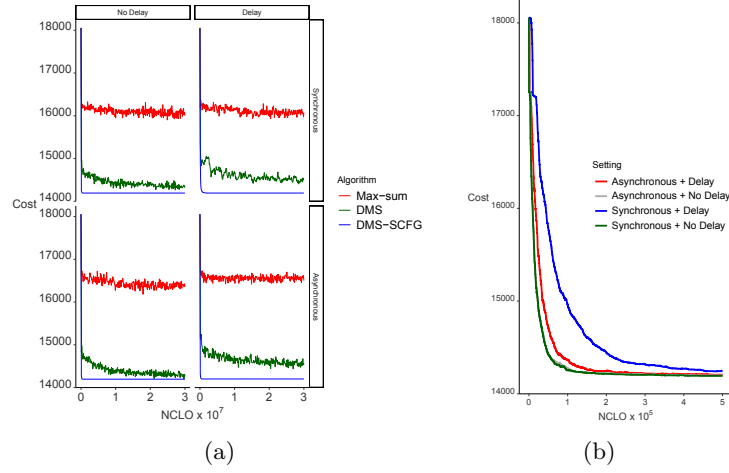 No Delay
Delay
18000
17000
16000
15000
14000
Synchronous
Cost
18000
17000
16000
15000
14000
Asynchronous
0 1 2 3 0 1 2 3
NCLO x 10^7
Algorithm
Max−sum
DMS
DMS−SCFG
(a)
18000
17000
Cost
16000
15000
14000
Setting
Asynchronous + Delay
Asynchronous + No Delay
Synchronous + Delay
Synchronous + No Delay
0 1 2 3 4 5
NCLO x 10^5
(b)